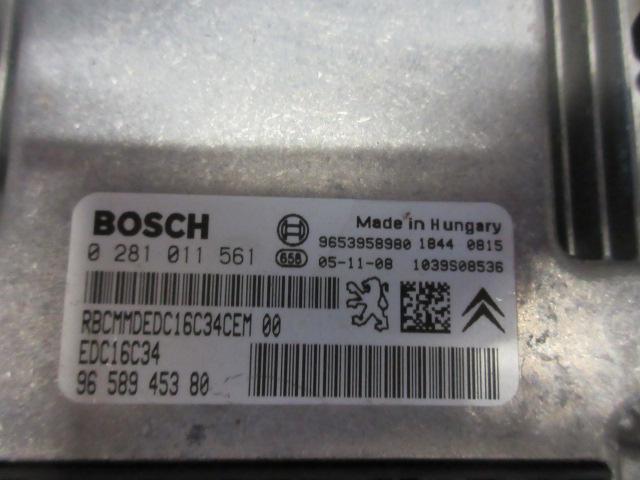 BOSCH
Made in Hungary
0 281 011 561
9653958980 1844 0815
658 05-11-08 1039S08536
RBCMMDEDC16C34CEM 00
EDC16C34
96 589 453 80